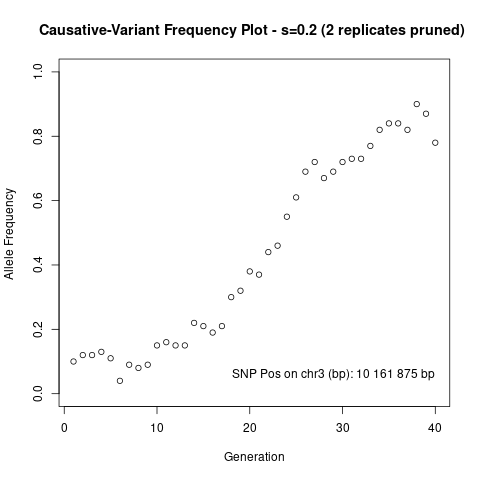 Causative-Variant Frequency Plot - s=0.2 (2 replicates pruned)
1.0
0.8
0.6
0.4
0.2
0.0
Allele Frequency
SNP Pos on chr3 (bp): 10 161 875 bp
0 10 20 30 40
Generation